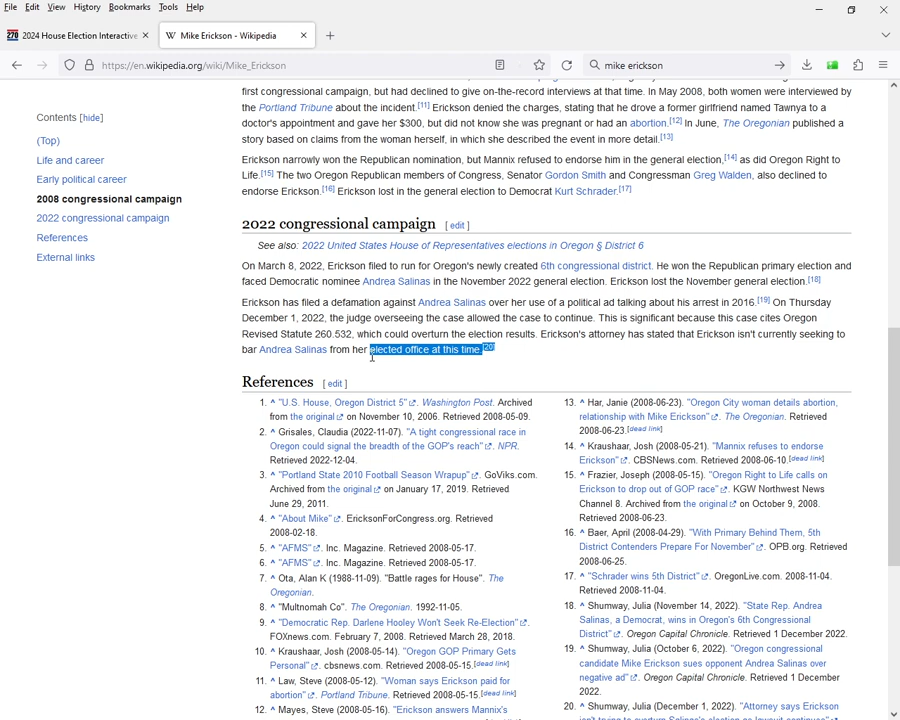 File Edit View History Bookmarks Tools Help
2024 House Election Interactive
Mike Erickson - Wikipedia
https://en.wikipedia.org/wiki/Mike_Erickson
mike erickson
Contents [hide]
(Top)
Life and career
Early political career
2008 congressional campaign
2022 congressional campaign
References
External links
first congressional campaign, but had declined to give on-the-record interviews at that time. In May 2008, both women were interviewed by
the Portland Tribune about the incident.[11] Erickson denied the charges, stating that he drove a former girlfriend named Tawnya to a
doctor's appointment and gave her $300, but did not know she was pregnant or had an abortion.[12] In June, The Oregonian published a
story based on claims from the woman herself, in which she described the event in more detail.[13]
Erickson narrowly won the Republican nomination, but Mannix refused to endorse him in the general election,[14] as did Oregon Right to
Life.[15] The two Oregon Republican members of Congress, Senator Gordon Smith and Congressman Greg Walden, also declined to
endorse Erickson.[16] Erickson lost in the general election to Democrat Kurt Schrader.[17]
2022 congressional campaign [ edit ]
See also: 2022 United States House of Representatives elections in Oregon § District 6
On March 8, 2022, Erickson filed to run for Oregon's newly created 6th congressional district. He won the Republican primary election and
faced Democratic nominee Andrea Salinas in the November 2022 general election. Erickson lost the November general election.[18]
Erickson has filed a defamation against Andrea Salinas over her use of a political ad talking about his arrest in 2016.[19] On Thursday
December 1, 2022, the judge overseeing the case allowed the case to continue. This is significant because this case cites Oregon
Revised Statute 260.532, which could overturn the election results. Erickson's attorney has stated that Erickson isn't currently seeking to
bar Andrea Salinas from her elected office at this time.[20]
References [ edit ]
1. ^ "U.S. House, Oregon District 5". Washington Post. Archived
from the original on November 10, 2006. Retrieved 2008-05-09.
2. ^ Grisales, Claudia (2022-11-07). "A tight congressional race in
Oregon could signal the breadth of the GOP's reach". NPR.
Retrieved 2022-12-04.
3. ^ "Portland State 2010 Football Season Wrapup". GoViks.com.
Archived from the original on January 17, 2019. Retrieved
June 29, 2011.
4. ^ "About Mike". EricksonForCongress.org. Retrieved
2008-02-18.
5. ^ "AFMS". Inc. Magazine. Retrieved 2008-05-17.
6. ^ "AFMS". Inc. Magazine. Retrieved 2008-05-17.
7. ^ Ota, Alan K (1988-11-09). "Battle rages for House". The
Oregonian.
8. ^ "Multnomah Co". The Oregonian. 1992-11-05.
9. ^ "Democratic Rep. Darlene Hooley Won't Seek Re-Election".
FOXnews.com. February 7, 2008. Retrieved March 28, 2018.
10. ^ Kraushaar, Josh (2008-05-14). "Oregon GOP Primary Gets
Personal". cbsnews.com. Retrieved 2008-05-15.[dead link]
11. ^ Law, Steve (2008-05-12). "Woman says Erickson paid for
abortion". Portland Tribune. Retrieved 2008-05-15.[dead link]
12. ^ Mayes, Steve (2008-05-16). "Erickson answers Mannix's
13. ^ Har, Janie (2008-06-23). "Oregon City woman details abortion,
relationship with Mike Erickson". The Oregonian. Retrieved
2008-06-23.[dead link]
14. ^ Kraushaar, Josh (2008-05-21). "Mannix refuses to endorse
Erickson". CBSNews.com. Retrieved 2008-06-10.[dead link]
15. ^ Frazier, Joseph (2008-05-15). "Oregon Right to Life calls on
Erickson to drop out of GOP race". KGW Northwest News
Channel 8. Archived from the original on October 9, 2008.
Retrieved 2008-06-23.
16. ^ Baer, April (2008-04-29). "With Primary Behind Them, 5th
District Contenders Prepare For November". OPB.org. Retrieved
2008-06-25.
17. ^ "Schrader wins 5th District". OregonLive.com. 2008-11-04.
Retrieved 2008-11-04.
18. ^ Shumway, Julia (November 14, 2022). "State Rep. Andrea
Salinas, a Democrat, wins in Oregon's 6th Congressional
District". Oregon Capital Chronicle. Retrieved 1 December 2022.
19. ^ Shumway, Julia (October 6, 2022). "Oregon congressional
candidate Mike Erickson sues opponent Andrea Salinas over
negative ad". Oregon Capital Chronicle. Retrieved 1 December
2022.
20. ^ Shumway, Julia (December 1, 2022). "Attorney says Erickson